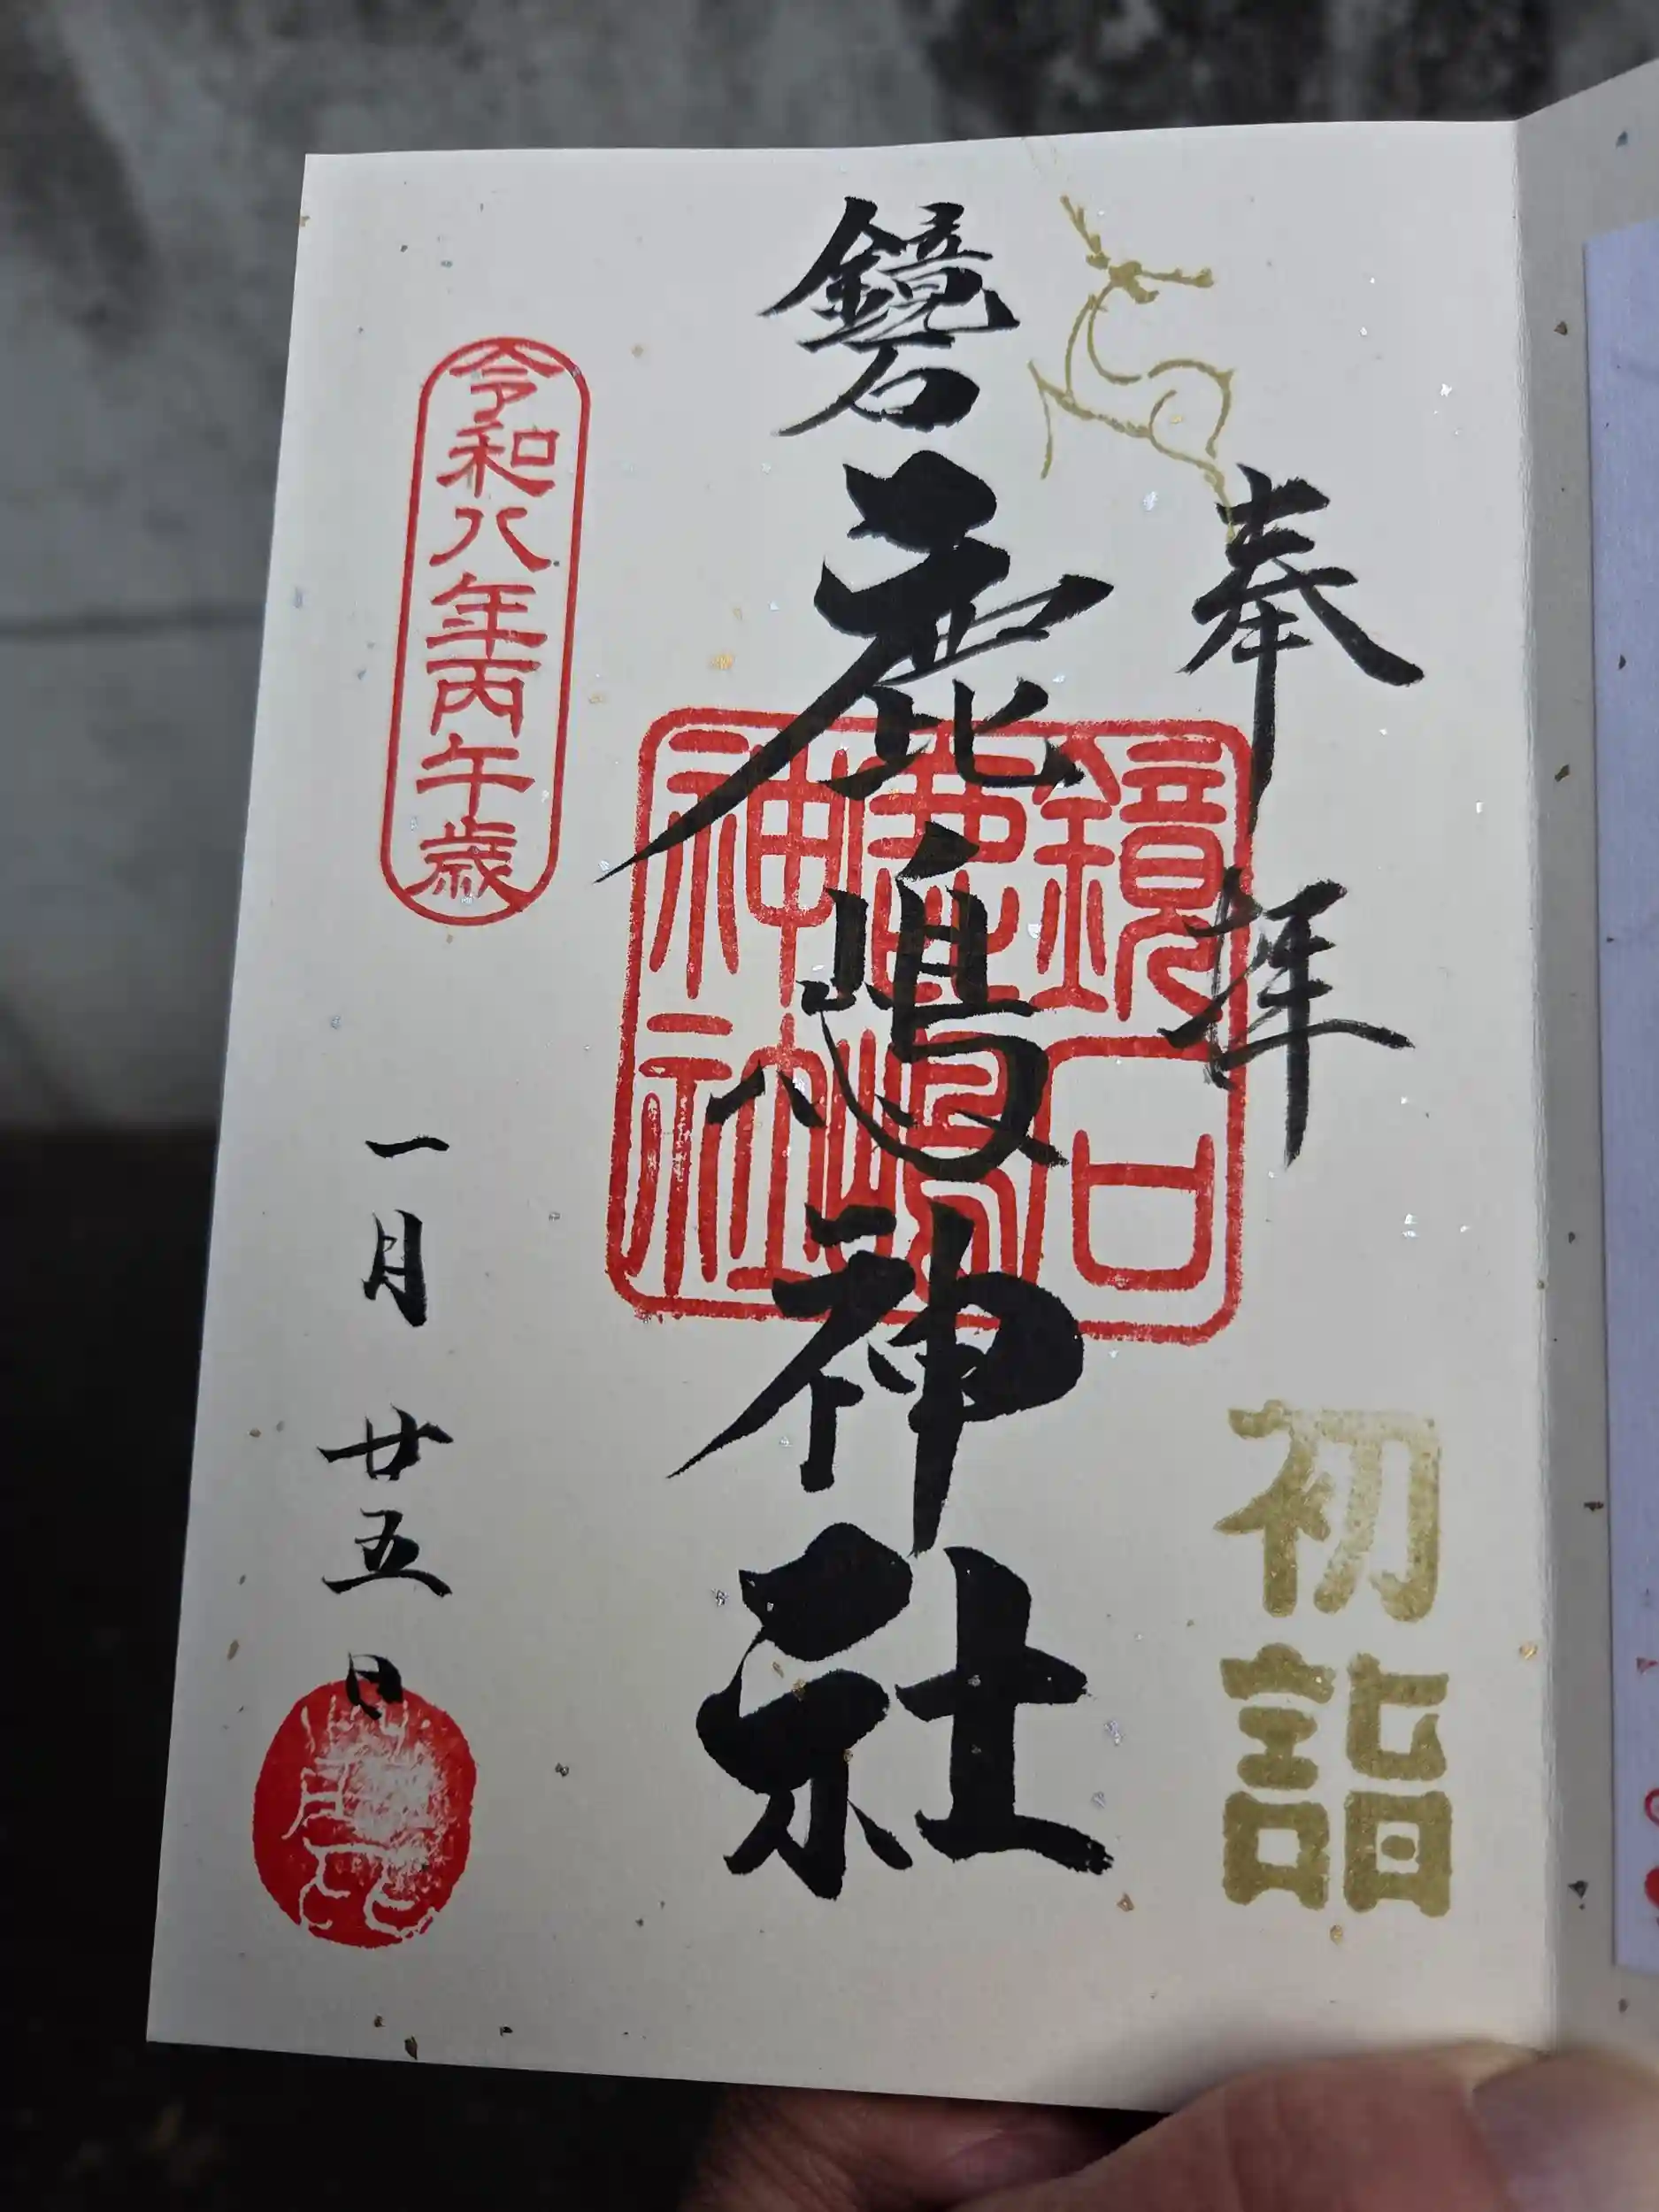 奉拝
初詣
鏡石
鹿嶋神社
鏡石
鹿嶋
神社
令和八年丙午歳
一月廿五日